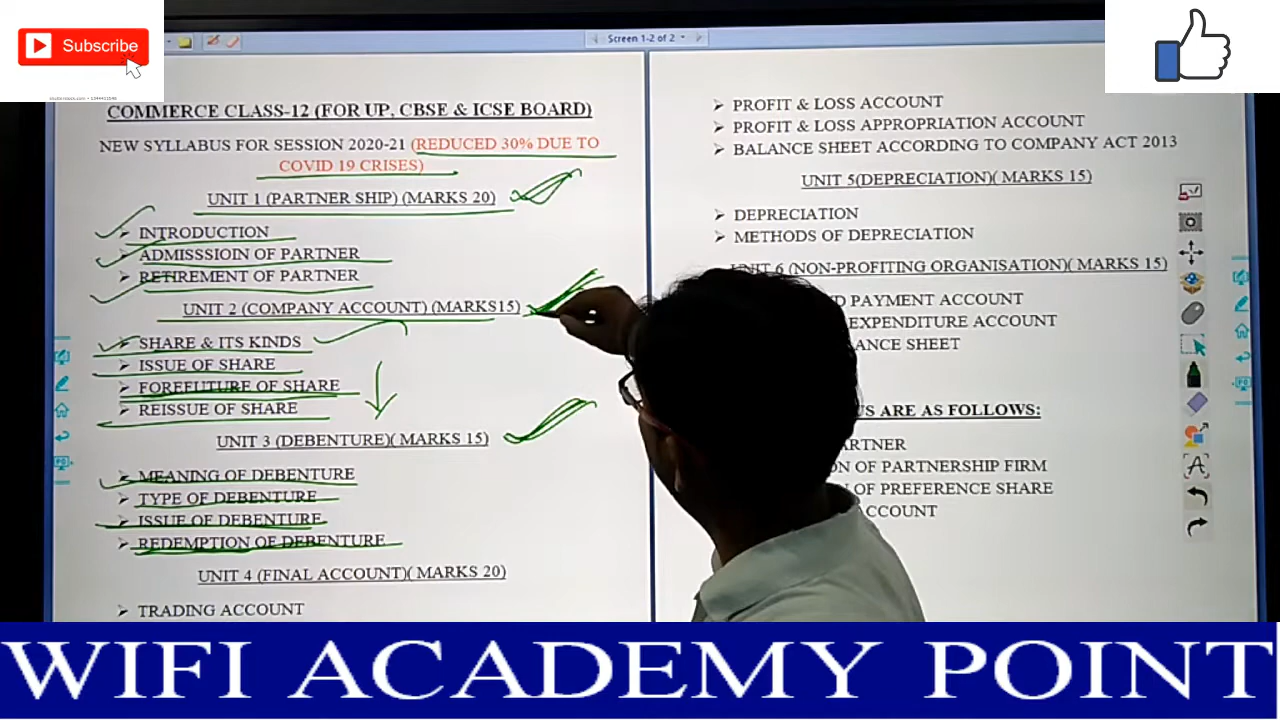 Subscribe
Screen 1-2 of 2
COMMERCE CLASS-12 (FOR UP, CBSE & ICSE BOARD)
NEW SYLLABUS FOR SESSION 2020-21 (REDUCED 30% DUE TO
COVID 19 CRISES)
UNIT 1 (PARTNER SHIP) (MARKS 20)
INTRODUCTION
ADMISSSIOIN OF PARTNER
RETIREMENT OF PARTNER
UNIT 2 (COMPANY ACCOUNT) (MARKS15)
SHARE & ITS KINDS
ISSUE OF SHARE
FOREFUTURE OF SHARE
REISSUE OF SHARE
UNIT 3 (DEBENTURE)( MARKS 15)
MEANING OF DEBENTURE
TYPE OF DEBENTURE
ISSUE OF DEBENTURE
REDEMPTION OF DEBENTURE
UNIT 4 (FINAL ACCOUNT)( MARKS 20)
TRADING ACCOUNT
PROFIT & LOSS ACCOUNT
PROFIT & LOSS APPROPRIATION ACCOUNT
BALANCE SHEET ACCORDING TO COMPANY ACT 2013
UNIT 5(DEPRECIATION)( MARKS 15)
DEPRECIATION
METHODS OF DEPRECIATION
UNIT 6 (NON-PROFITING ORGANISATION)( MARKS 15)
PAYMENT ACCOUNT
EXPENDITURE ACCOUNT
SHEET
ARE AS FOLLOWS:
OF PARTNERSHIP FIRM
OF PREFERENCE SHARE
WIFI ACADEMY POINT